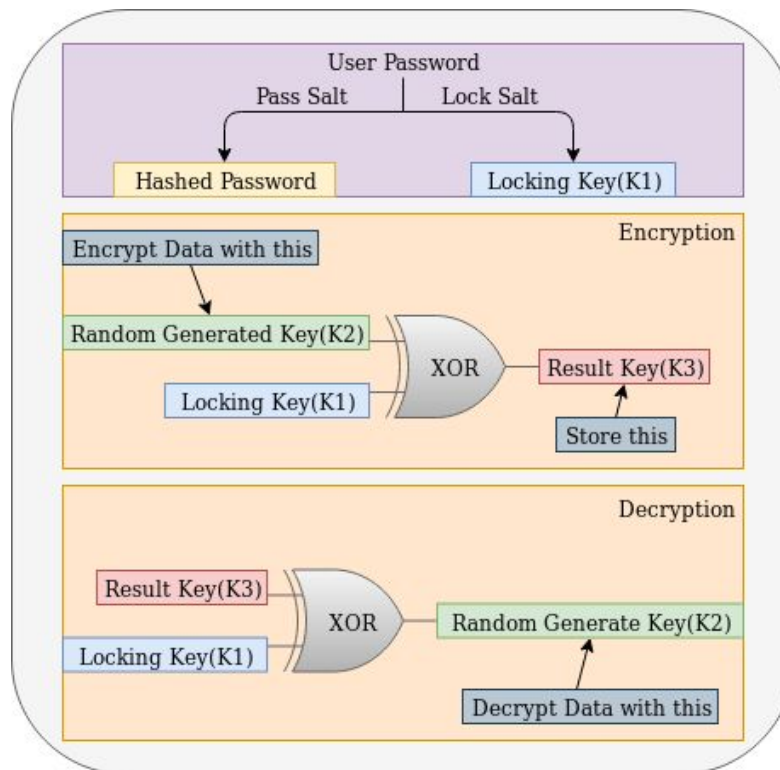 User Password
Pass Salt
Lock Salt
Hashed Password
Locking Key(K1)
Encryption
Encrypt Data with this
Random Generated Key(K2)
XOR
Result Key(K3)
Locking Key(K1)
Store this
Decryption
Result Key(K3)
XOR
Random Generate Key(K2)
Locking Key(K1)
Decrypt Data with this